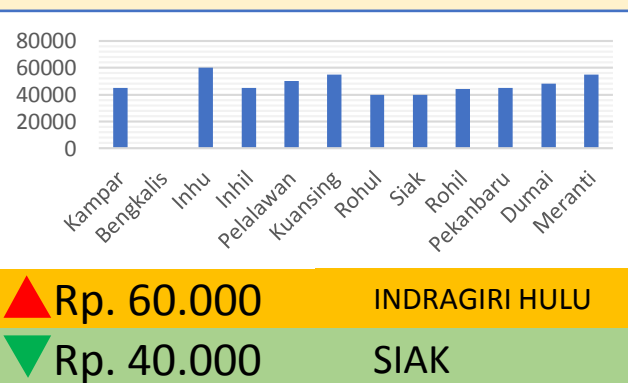 80000
60000
40000
20000
0
Kampar
Bengkalis
Inhu
Inhil
Pelalawan
Kuansing
Rohul
Siak
Rohil
Pekanbaru
Dumai
Meranti
Rp. 60.000 INDRAGIRI HULU
Rp. 40.000 SIAK